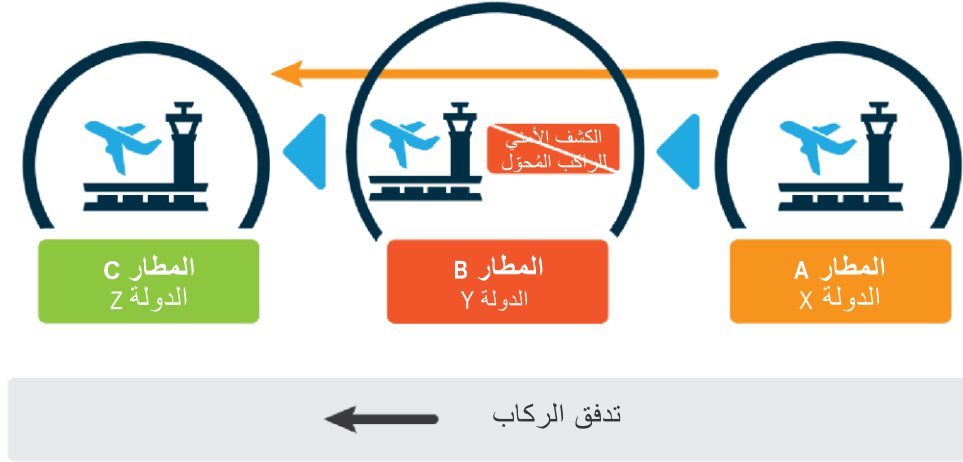 الكشف الأمني
للراكب المُحوّل
المطار A
الدولة X
المطار B
الدولة Y
المطار C
الدولة Z
تدفق الركاب